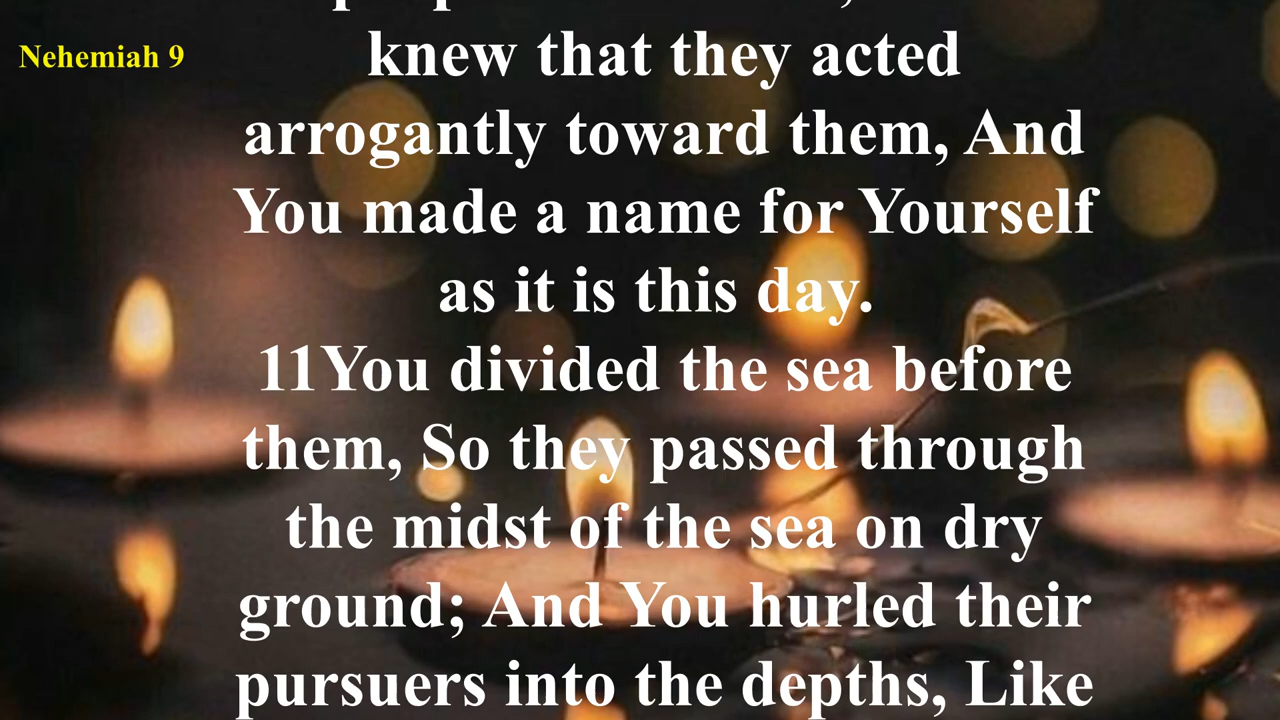 Nehemiah 9
knew that they acted
arrogantly toward them, And
You made a name for Yourself
as it is this day.
11You divided the sea before
them, So they passed through
the midst of the sea on dry
ground; And You hurled their
pursuers into the depths, Like